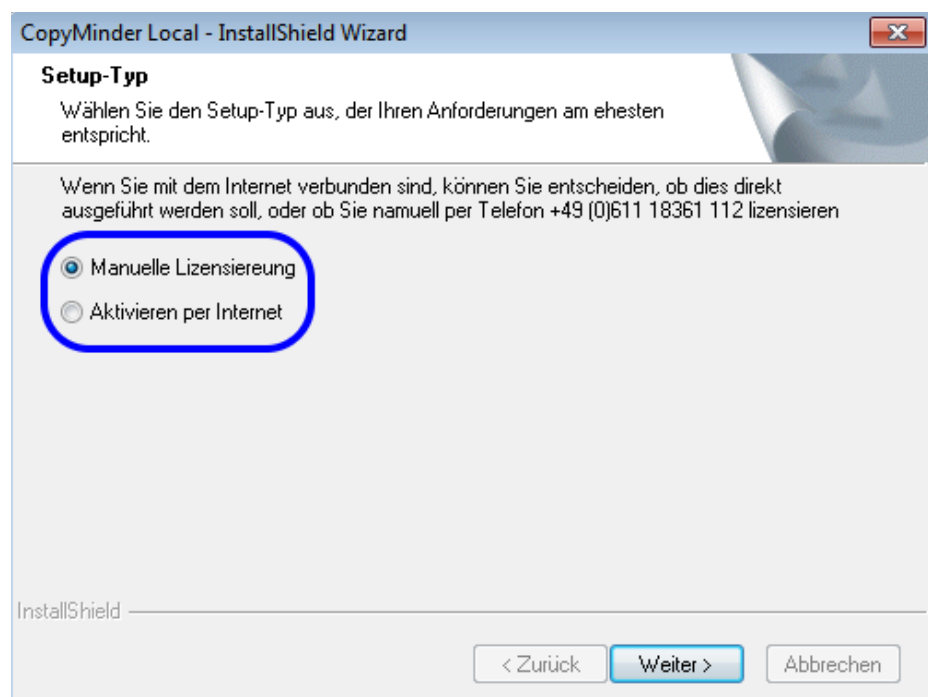 CopyMinder Local - InstallShield Wizard
Setup-Typ
Wählen Sie den Setup-Typ aus, der Ihren Anforderungen am ehesten
entspricht.
Wenn Sie mit dem Internet verbunden sind, können Sie entscheiden, ob dies direkt
ausgeführt werden soll, oder ob Sie namuell per Telefon +49 (0)611 18361 112 lizensieren
Manuelle Lizensiereung
Aktivieren per Internet
InstallShield
< Zurück
Weiter >
Abbrechen